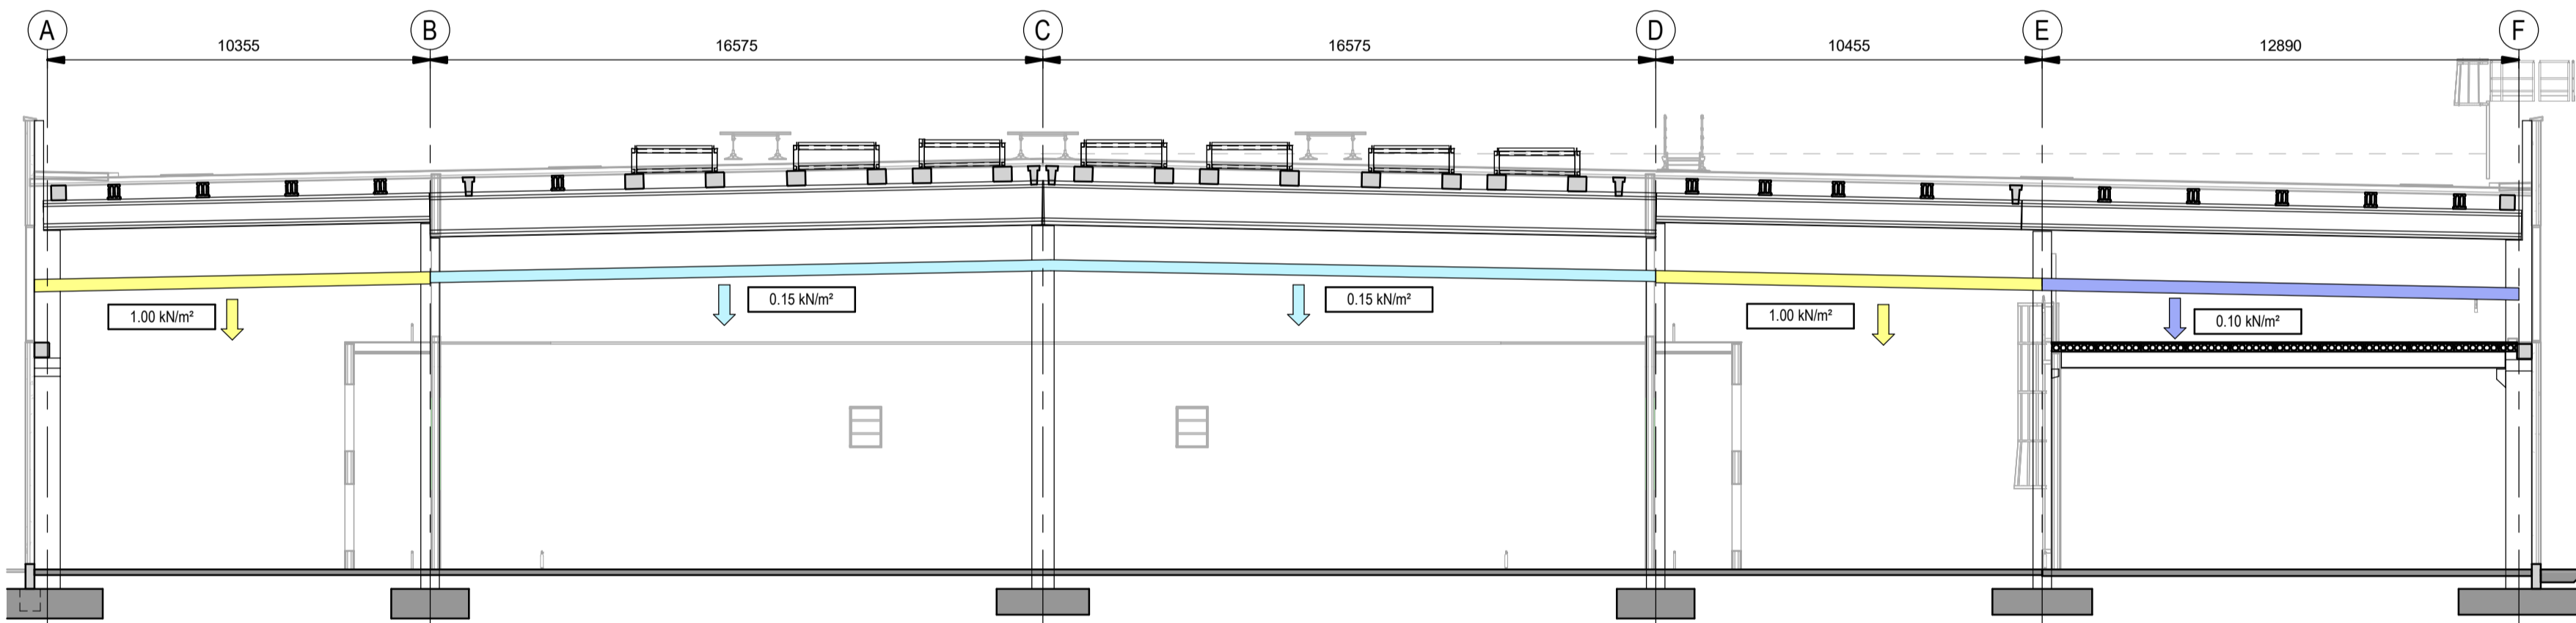 A
B
C
D
E
F
10355
16575
16575
10455
12890
1.00 kN/m²
0.15 kN/m²
0.15 kN/m²
1.00 kN/m²
0.10 kN/m²